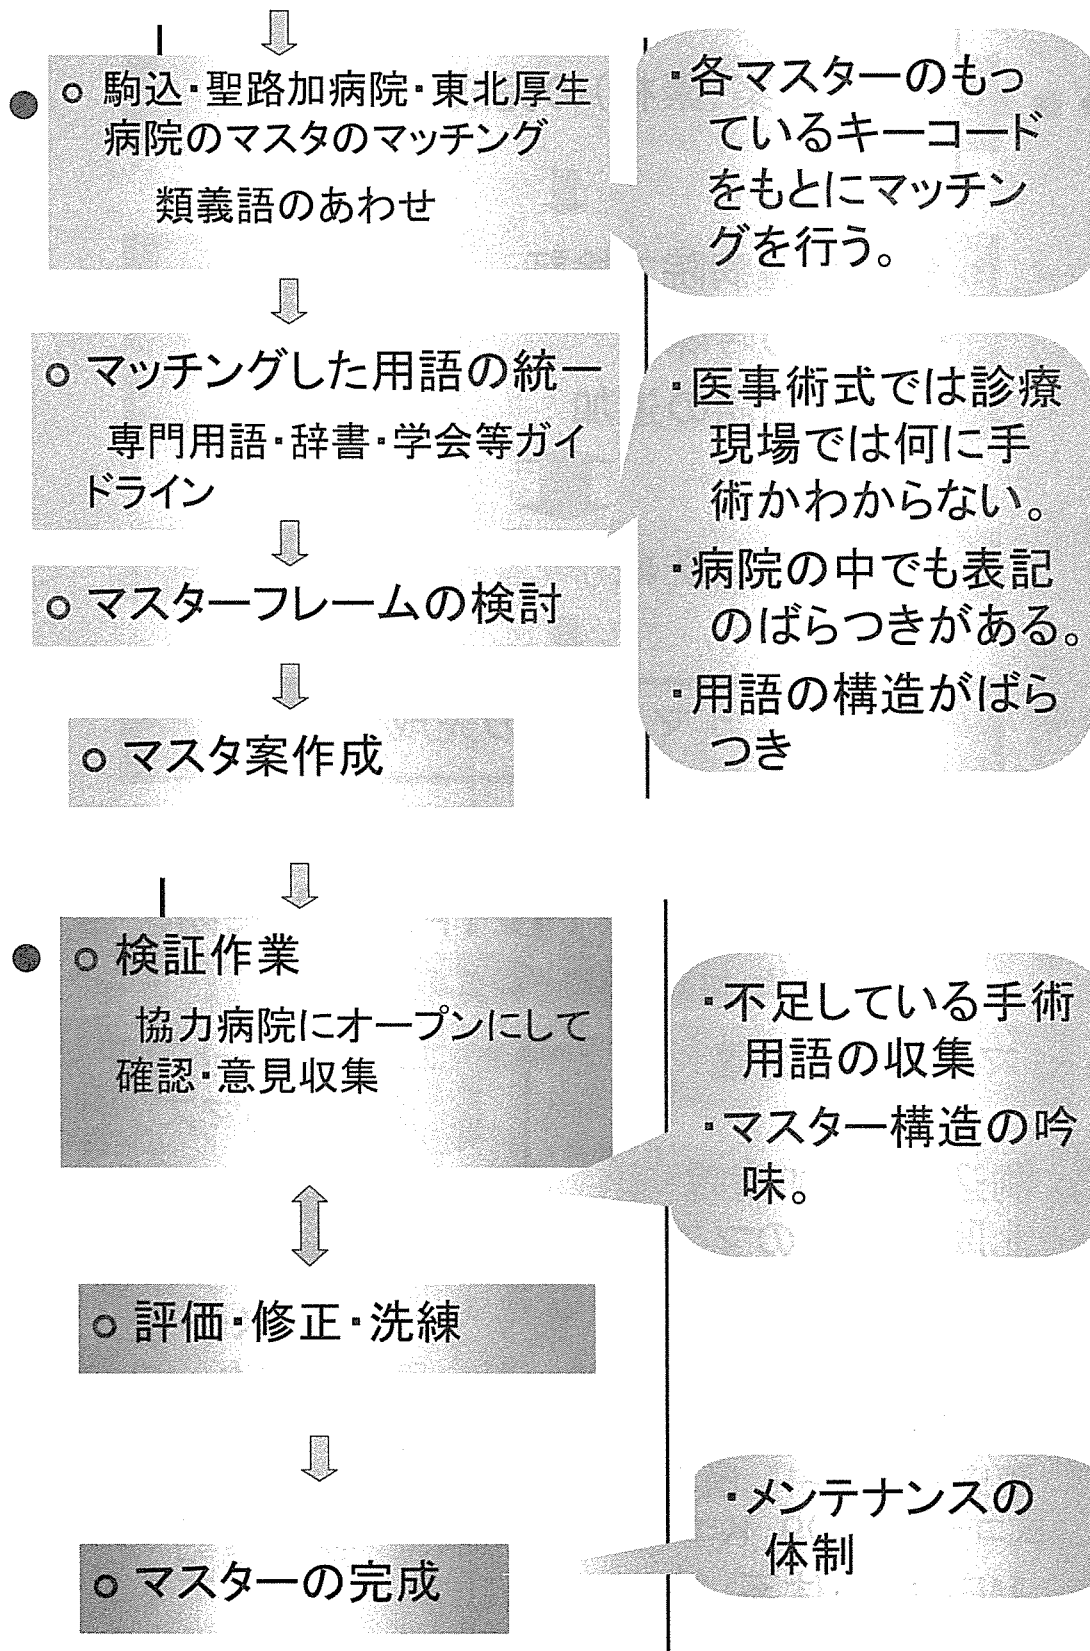 ○ 駒込・聖路加病院・東北厚生
病院のマスタのマッチング
類義語のあわせ
・各マスターのもっ
ているキーコード
をもとにマッチン
グを行う。
○ マッチングした用語の統一
専門用語・辞書・学会等ガイ
ドライン
・医事術式では診療
現場では何に手
術かわからない。
・病院の中でも表記
のばらつきがある。
・用語の構造がばら
つき
○ マスターフレームの検討
○ マスタ案作成
○ 検証作業
協力病院にオープンにして
確認・意見収集
・不足している手術
用語の収集
・マスター構造の吟
味。
○ 評価・修正・洗練
○ マスターの完成
・メンテナンスの
体制